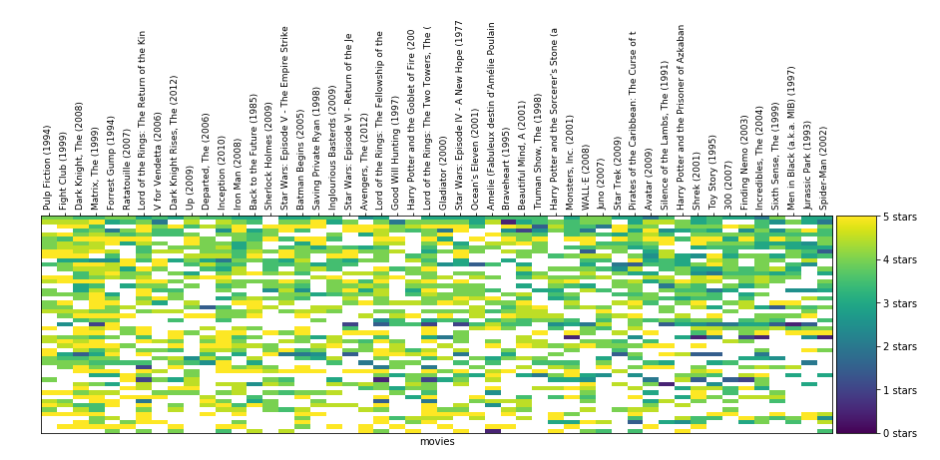 Pulp Fiction (1994)
Fight Club (1999)
Dark Knight, The (2008)
Matrix, The (1999)
Forrest Gump (1994)
Ratatouille (2007)
Lord of the Rings: The Return of the Kin
V for Vendetta (2006)
Dark Knight Rises, The (2012)
Up (2009)
Departed, The (2006)
Inception (2010)
Iron Man (2008)
Back to the Future (1985)
Sherlock Holmes (2009)
Star Wars: Episode V - The Empire Strike
Batman Begins (2005)
Saving Private Ryan (1998)
Inglourious Basterds (2009)
Star Wars: Episode VI - Return of the Je
Avengers, The (2012)
Lord of the Rings: The Fellowship of the
Good Will Hunting (1997)
Harry Potter and the Goblet of Fire (200
Lord of the Rings: The Two Towers, The (
Gladiator (2000)
Star Wars: Episode IV - A New Hope (1977
Ocean's Eleven (2001)
Amelie (Fabuleux destin d'Amélie Poulain
Braveheart (1995)
Beautiful Mind, A (2001)
Truman Show, The (1998)
Harry Potter and the Sorcerer's Stone (a
Monsters, Inc. (2001)
WALL·E (2008)
Juno (2007)
Star Trek (2009)
Pirates of the Caribbean: The Curse of t
Avatar (2009)
Silence of the Lambs, The (1991)
Harry Potter and the Prisoner of Azkaban
Shrek (2001)
Toy Story (1995)
300 (2007)
Finding Nemo (2003)
Incredibles, The (2004)
Sixth Sense, The (1999)
Men in Black (a.k.a. MIB) (1997)
Jurassic Park (1993)
Spider-Man (2002)
5 stars
4 stars
3 stars
2 stars
1 stars
0 stars
movies